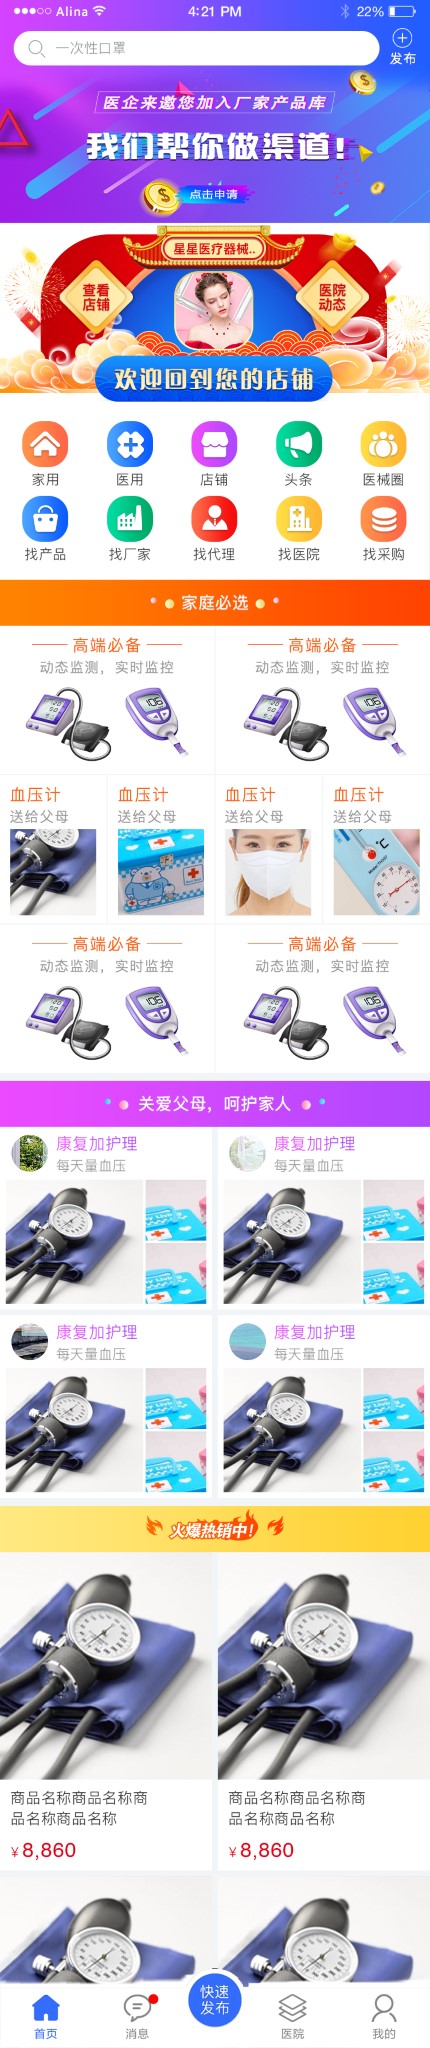 Alina
4:21 PM
22%
一次性口罩
发布
医企来邀您加入厂家产品库
我们帮你做渠道!
点击申请
星星医疗器械..
查看
店铺
医院
动态
欢迎回到您的店铺
家用
医用
店铺
头条
医械圈
找产品
找厂家
找代理
找医院
找采购
家庭必选
高端必备
高端必备
动态监测，实时监控
动态监测，实时监控
106
106
血压计
血压计
血压计
血压计
送给父母
送给父母
送给父母
送给父母
°C
高端必备
高端必备
动态监测，实时监控
动态监测，实时监控
106
106
关爱父母，呵护家人
康复加护理
每天量血压
康复加护理
每天量血压
康复加护理
每天量血压
康复加护理
每天量血压
火爆热销中!
商品名称商品名称商
品名称商品名称
¥8,860
商品名称商品名称商
品名称商品名称
¥8,860
首页
消息
快速
发布
医院
我的